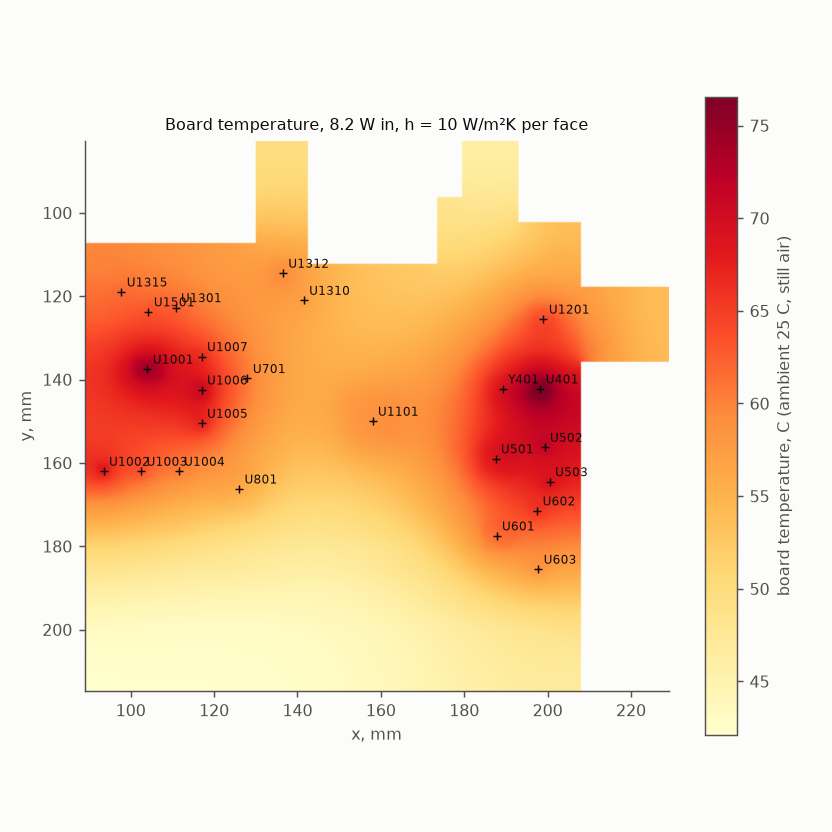 Board temperature, 8.2 W in, h = 10 W/m²K per face
75
70
65
60
55
50
45
board temperature, C (ambient 25 C, still air)
100
120
140
160
180
200
y, mm
U1312
U1315
U1310
U1501
U1301
U1201
U1007
U1001
U701
U1006
Y401
U401
U1005
U1101
U502
U501
U1002
U1003
U1004
U503
U801
U602
U601
U603
100
120
140
160
180
200
220
x, mm